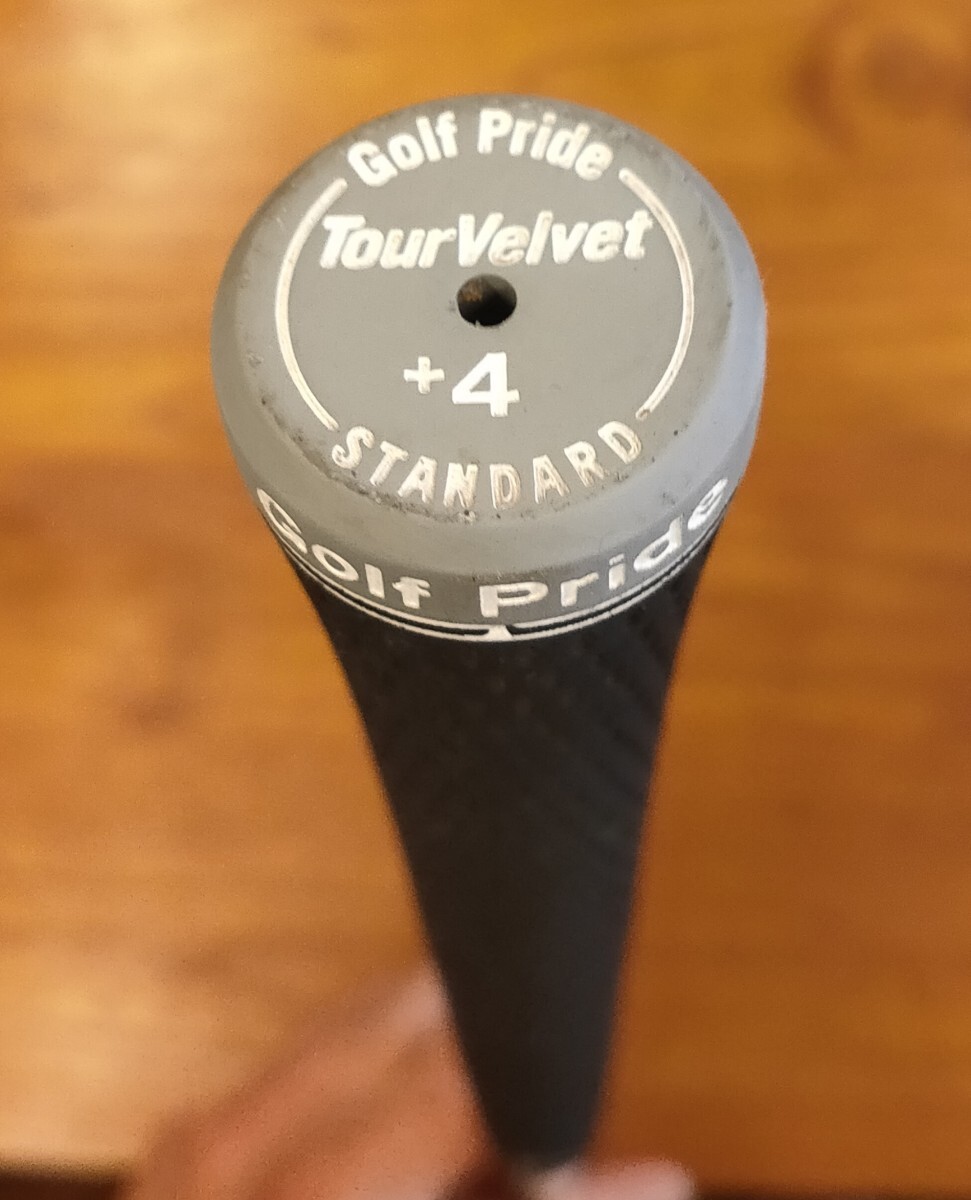 Golf Pride
TourVelvet
+4
STANDARD
Golf Pride